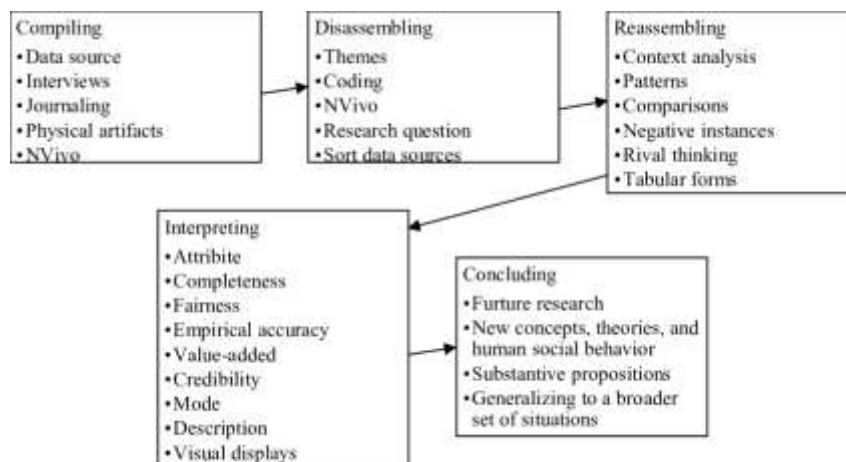 Compiling
•Data source
•Interviews
•Journaling
•Physical artifacts
•NVivo
Disassembling
•Themes
•Coding
•NVivo
•Research question
•Sort data sources
Reassembling
•Context analysis
•Patterns
•Comparisons
•Negative instances
•Rival thinking
•Tabular forms
Interpreting
•Attribite
•Completeness
•Fairness
•Empirical accuracy
•Value-added
•Credibility
•Mode
•Description
•Visual displays
Concluding
•Furture research
•New concepts, theories, and
human social behavior
•Substantive propositions
•Generalizing to a broader
set of situations